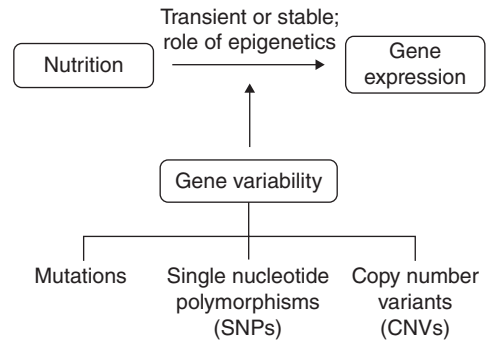 Transient or stable;
role of epigenetics
Nutrition
Gene
expression
Gene variability
Mutations
Single nucleotide
polymorphisms
(SNPs)
Copy number
variants
(CNVs)